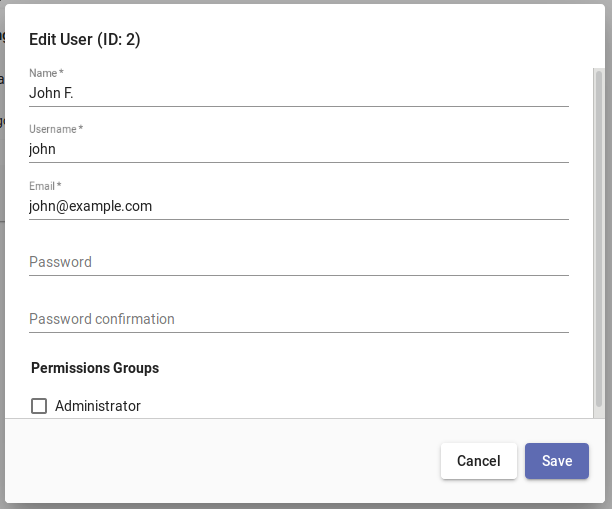 Edit User (ID: 2)
Name *
John F.
Username *
john
Email *
john@example.com
Password
Password confirmation
Permissions Groups
Administrator
Cancel Save